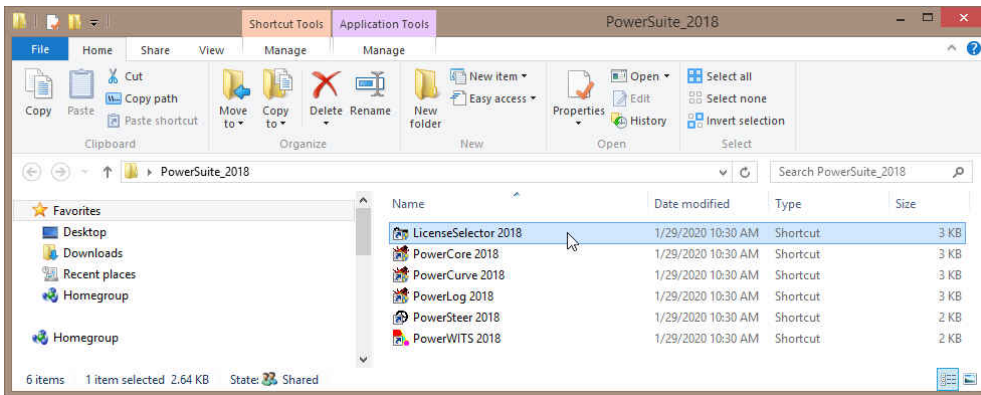 Shortcut Tools Application Tools PowerSuite_2018
File Home Share View Manage Manage
Copy Paste Cut Copy path Paste shortcut Move to Copy to Delete Rename New folder New item Easy access Properties Open Edit History Select all Select none Invert selection
Clipboard Organize New Open Select
PowerSuite_2018 Search PowerSuite_2018
Name Date modified Type Size
Favorites
Desktop
Downloads
Recent places
Homegroup
Homegroup
LicenseSelector 2018 1/29/2020 10:30 AM Shortcut 3 KB
PowerCore 2018 1/29/2020 10:30 AM Shortcut 3 KB
PowerCurve 2018 1/29/2020 10:30 AM Shortcut 3 KB
PowerLog 2018 1/29/2020 10:30 AM Shortcut 3 KB
PowerSteer 2018 1/29/2020 10:30 AM Shortcut 2 KB
PowerWITS 2018 1/29/2020 10:30 AM Shortcut 2 KB
6 items 1 item selected 2.64 KB State: Shared